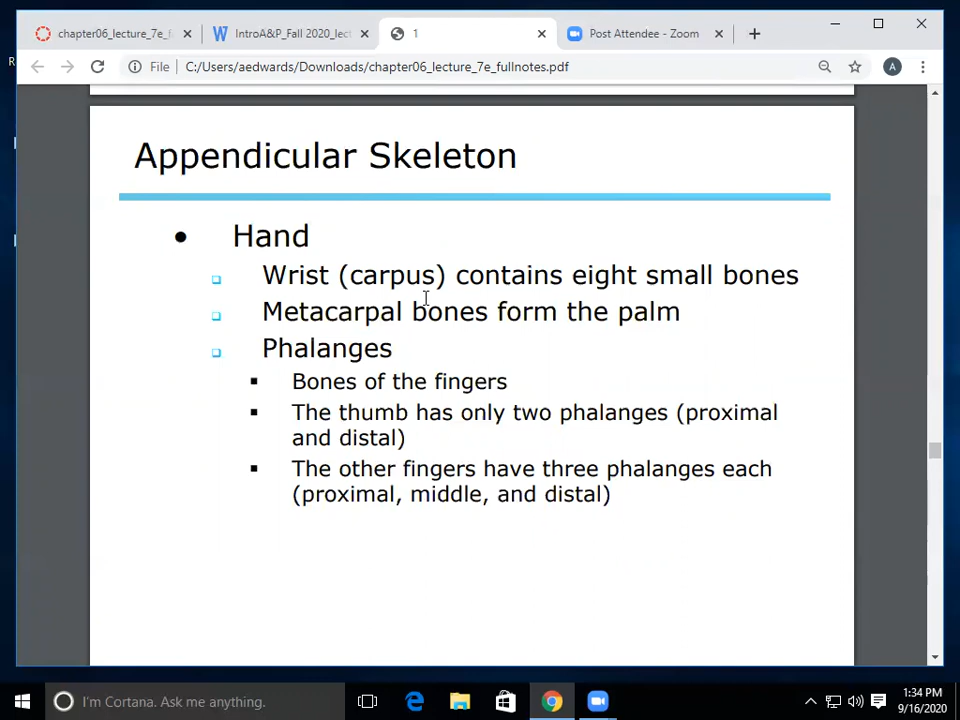 chapter06_lecture_7e_f
IntroA&P_Fall 2020_lect
1
Post Attendee - Zoom
File
C:/Users/aedwards/Downloads/chapter06_lecture_7e_fullnotes.pdf
A
Appendicular Skeleton
• Hand
Wrist (carpus) contains eight small bones
Metacarpal bones form the palm
Phalanges
▪ Bones of the fingers
▪ The thumb has only two phalanges (proximal
and distal)
▪ The other fingers have three phalanges each
(proximal, middle, and distal)
I'm Cortana. Ask me anything.
1:34 PM
9/16/2020